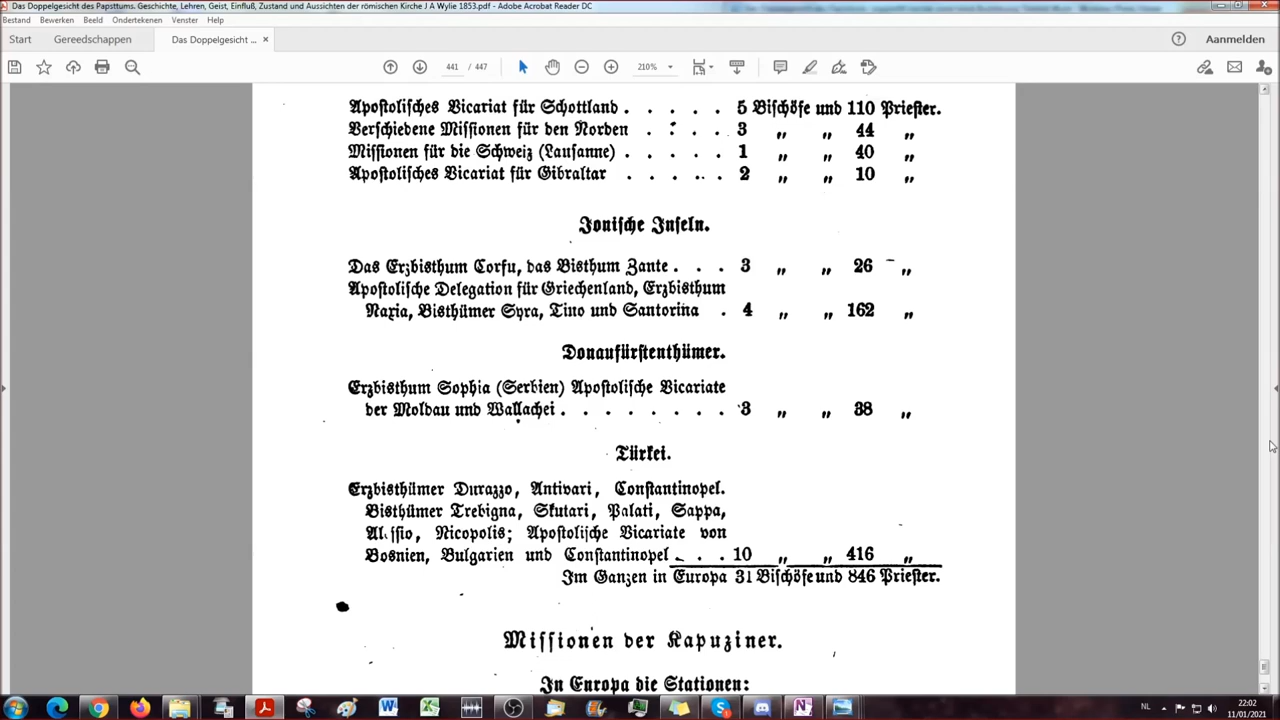 Das Doppelgesicht des Papsttums. Geschichte, Lehren, Geist, Einfluß, Zustand und Aussichten der römischen Kirche J A Wylie 1853.pdf - Adobe Acrobat Reader DC
Bestand Bewerken Beeld Ondertekenen Venster Help
Start Gereedschappen Das Doppelgesicht ... × Aanmelden
441 / 447 210%
Apostolisches Vicariat für Schottland . . . . . 5 Bischöfe und 110 Priester.
Verschiedene Missionen für den Norden . . . . 3 „ „ 44 „
Missionen für die Schweiz (Lausanne) . . . . . 1 „ „ 40 „
Apostolisches Vicariat für Gibraltar . . . . . 2 „ „ 10 „
Ionische Inseln.
Das Erzbisthum Corfu, das Bisthum Zante . . . 3 „ „ 26 „
Apostolische Delegation für Griechenland, Erzbisthum
Naxia, Bisthümer Syra, Tino und Santorina . 4 „ „ 162 „
Donaufürstenthümer.
Erzbisthum Sophia (Serbien) Apostolische Vicariate
der Moldau und Wallachei . . . . . . . . 3 „ „ 38 „
Türkei.
Erzbisthümer Durazzo, Antivari, Constantinopel.
Bisthümer Trebigna, Skutari, Palati, Sappa,
Alessio, Nicopolis; Apostolische Vicariate von
Bosnien, Bulgarien und Constantinopel . . . 10 „ „ 416 „
Im Ganzen in Europa 31 Bischöfe und 846 Priester.
Missionen der Kapuziner.
In Europa die Stationen:
NL 22:02
11/01/2021